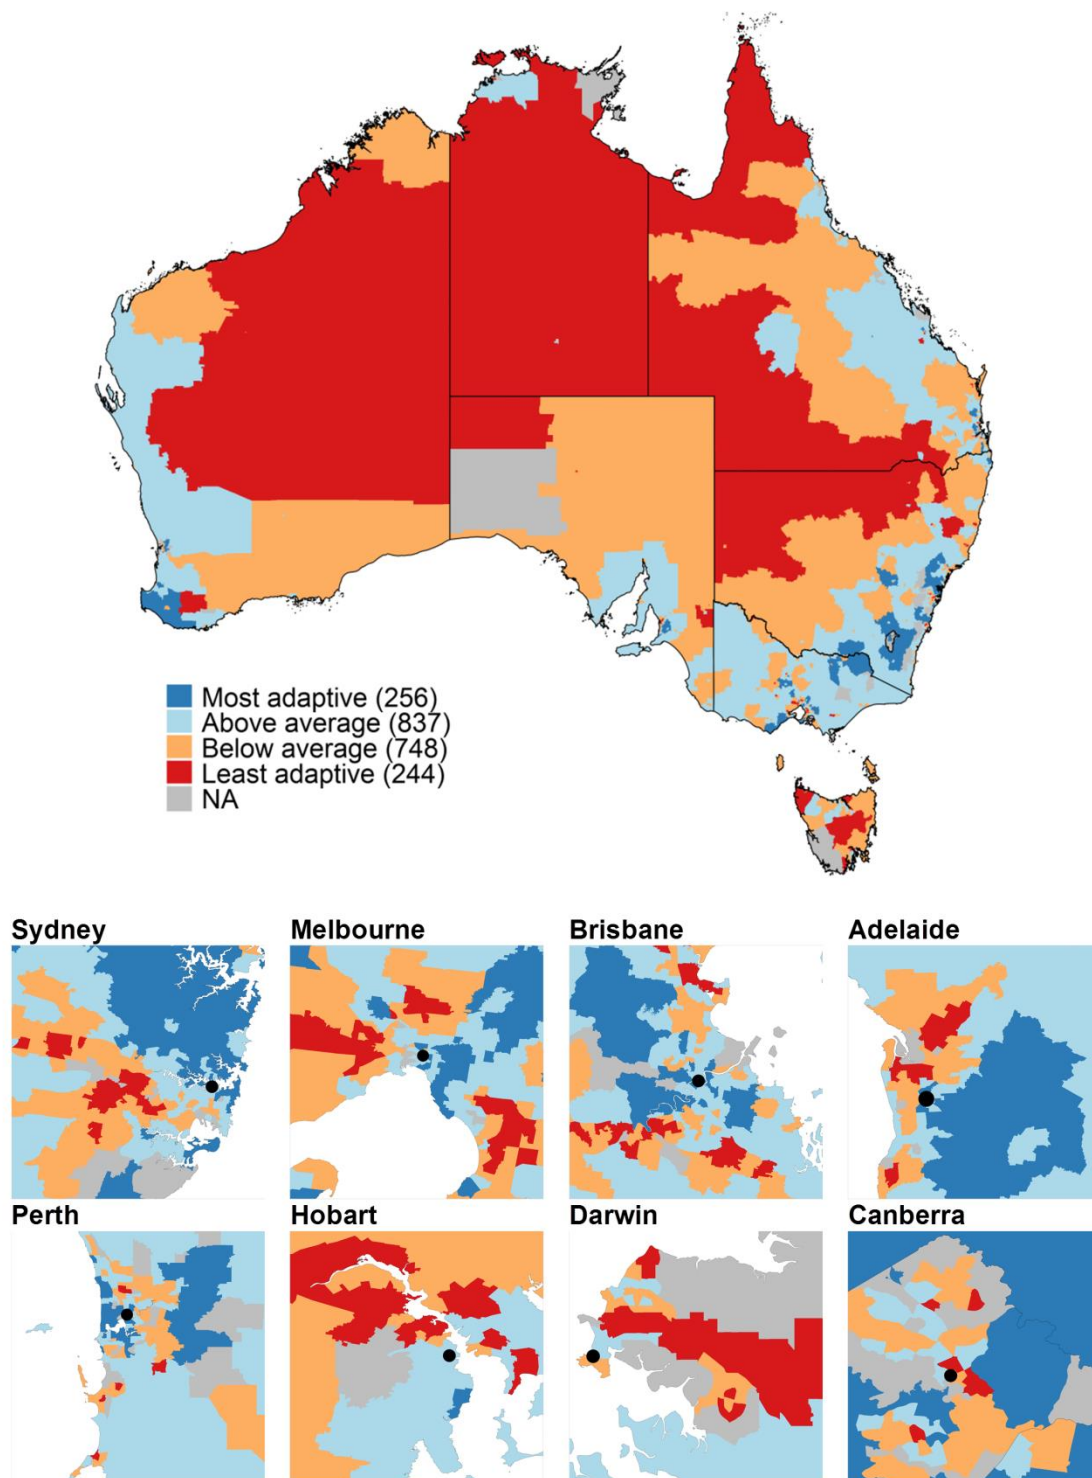 Most adaptive (256)
Above average (837)
Below average (748)
Least adaptive (244)
NA
Sydney
Melbourne
Brisbane
Adelaide
Perth
Hobart
Darwin
Canberra